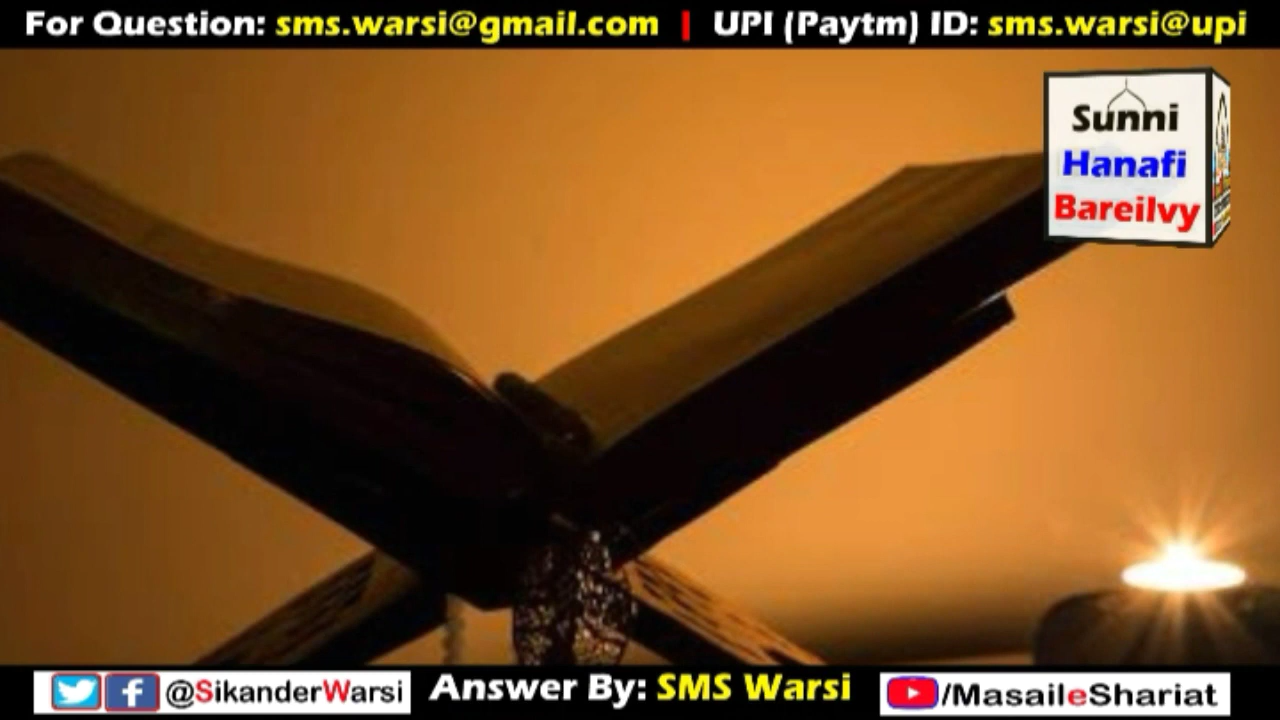 For Question: sms.warsi@gmail.com | UPI (Paytm) ID: sms.warsi@upi
Sunni
Hanafi
Bareilvy
@SikanderWarsi Answer By: SMS Warsi /MasaileShariat